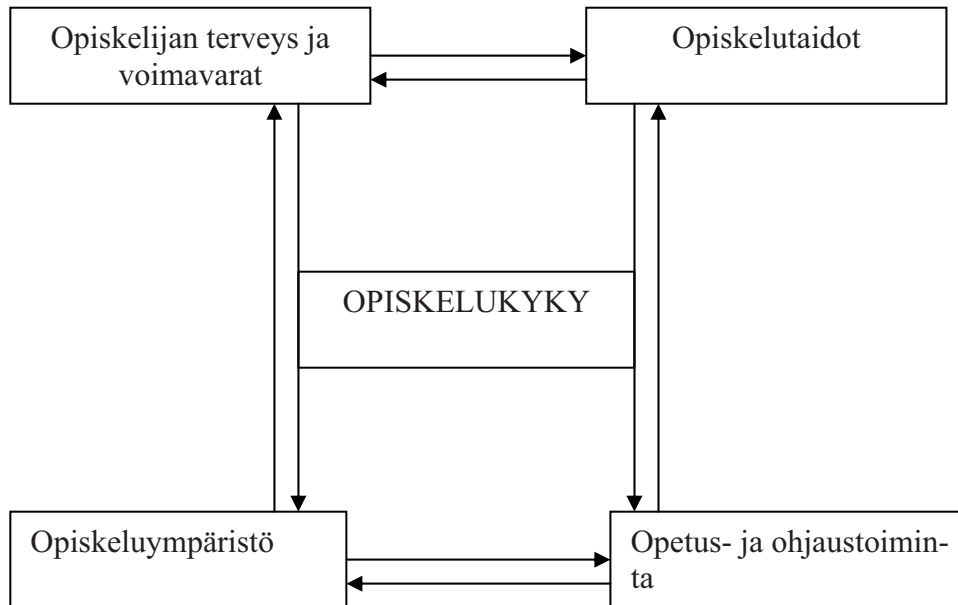 Opiskelijan terveys ja
voimavarat
Opiskelutaidot
OPISKELUKYKY
Opiskeluympäristö
Opetus- ja ohjaustoimin-
ta